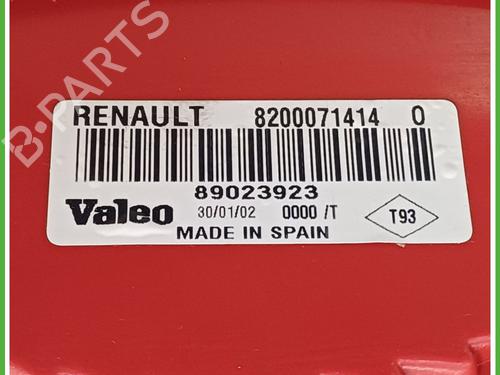 RENAULT 8200071414 0
89023923
Valeo 30/01/02 0000 /T T93
MADE IN SPAIN
B-PARTS